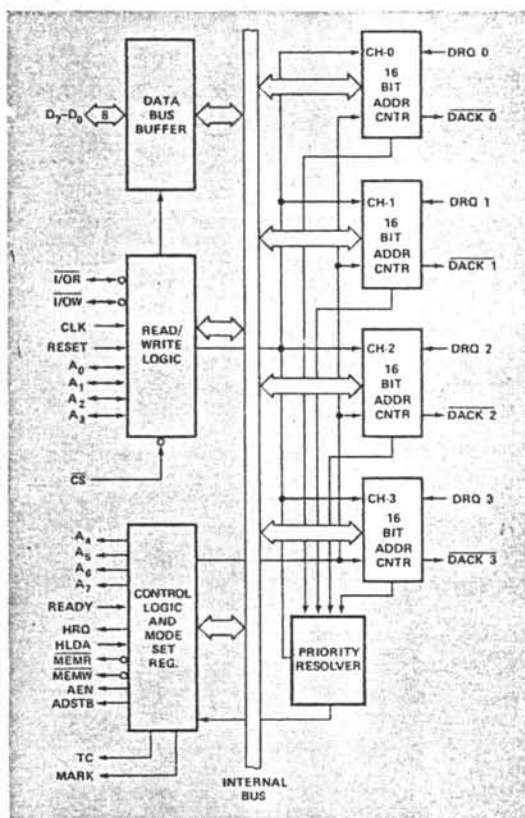 DATA
BUS
BUFFER
D7-D0
8
I/OR
I/OW
CLK
RESET
A0
A1
A2
A3
CS
READ/
WRITE
LOGIC
A4
A5
A6
A7
READY
HRQ
HLDA
MEMR
MEMW
AEN
ADSTB
TC
MARK
CONTROL
LOGIC
AND
MODE
SET
REG.
INTERNAL
BUS
CH-0
16
BIT
ADDR
CNTR
DRQ 0
DACK 0
CH-1
16
BIT
ADDR
CNTR
DRQ 1
DACK 1
CH-2
16
BIT
ADDR
CNTR
DRQ 2
DACK 2
CH-3
16
BIT
ADDR
CNTR
DRQ 3
DACK 3
PRIORITY
RESOLVER